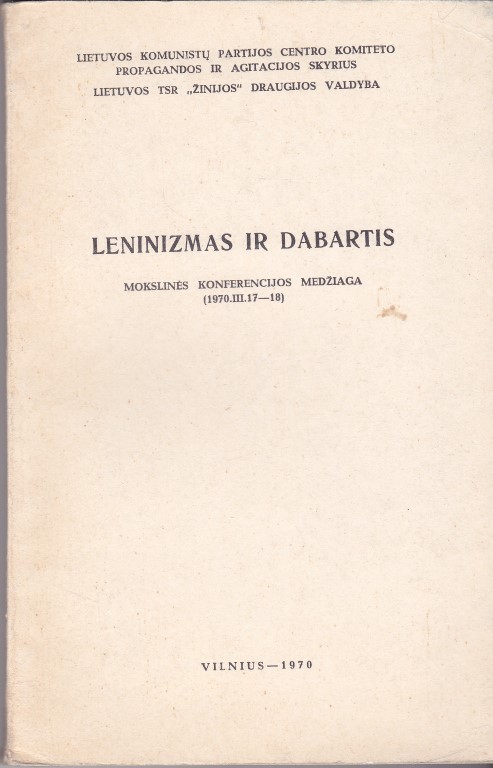 LIETUVOS KOMUNISTŲ PARTIJOS CENTRO KOMITETO
PROPAGANDOS IR AGITACIJOS SKYRIUS
LIETUVOS TSR „ŽINIJOS" DRAUGIJOS VALDYBA
LENINIZMAS IR DABARTIS
MOKSLINĖS KONFERENCIJOS MEDŽIAGA
(1970.III.17—18)
VILNIUS—1970